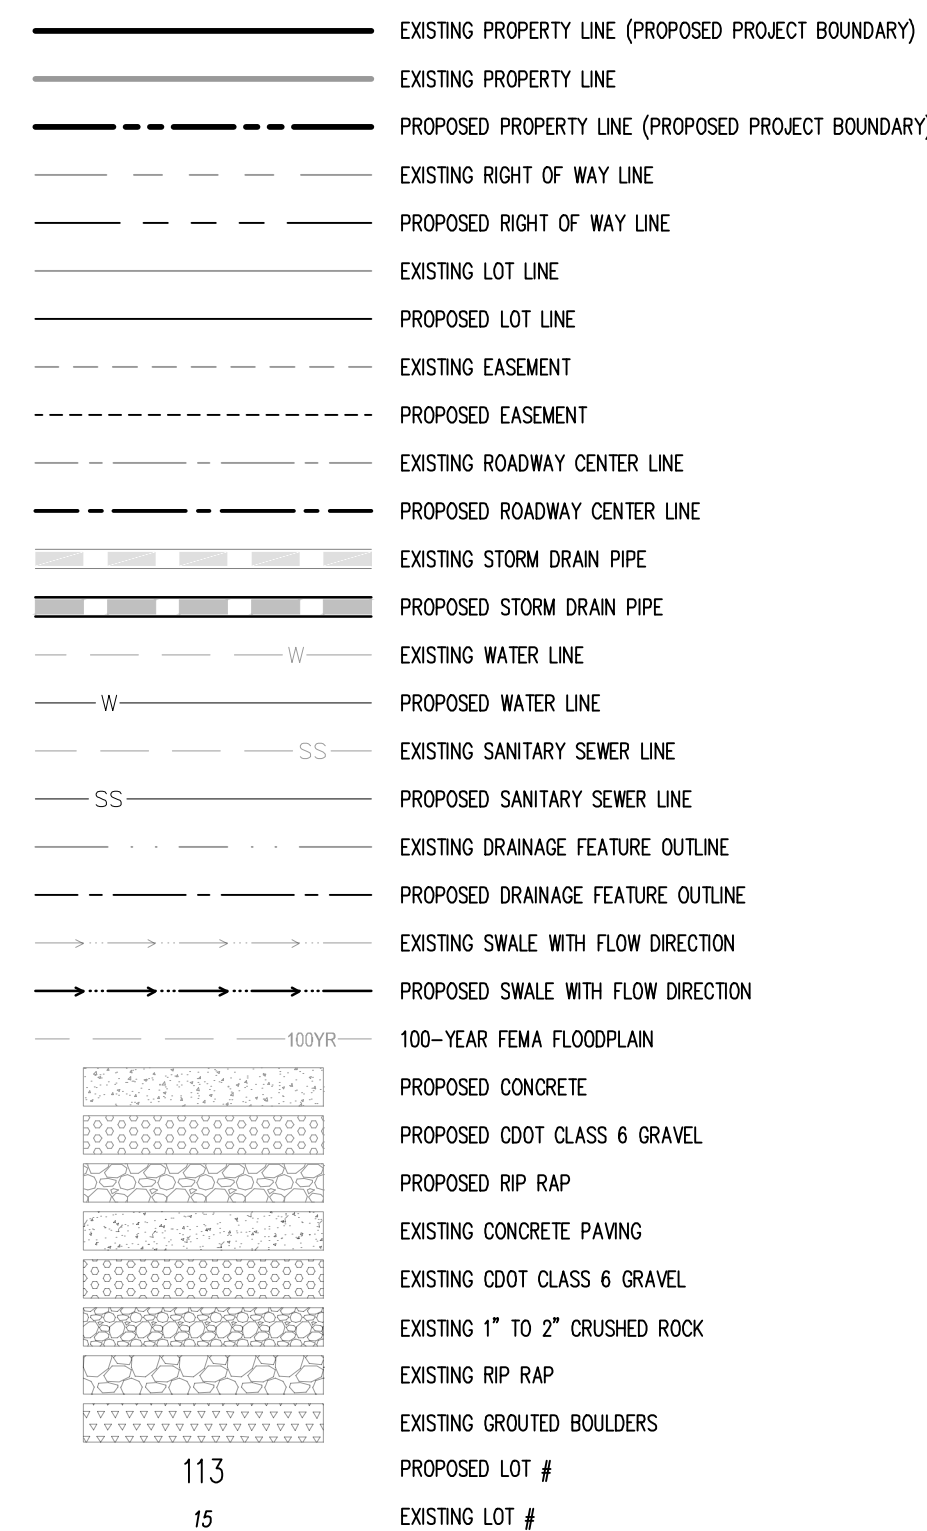 EXISTING PROPERTY LINE (PROPOSED PROJECT BOUNDARY)
EXISTING PROPERTY LINE
PROPOSED PROPERTY LINE (PROPOSED PROJECT BOUNDARY)
EXISTING RIGHT OF WAY LINE
PROPOSED RIGHT OF WAY LINE
EXISTING LOT LINE
PROPOSED LOT LINE
EXISTING EASEMENT
PROPOSED EASEMENT
EXISTING ROADWAY CENTER LINE
PROPOSED ROADWAY CENTER LINE
EXISTING STORM DRAIN PIPE
PROPOSED STORM DRAIN PIPE
W EXISTING WATER LINE
W PROPOSED WATER LINE
SS EXISTING SANITARY SEWER LINE
SS PROPOSED SANITARY SEWER LINE
EXISTING DRAINAGE FEATURE OUTLINE
PROPOSED DRAINAGE FEATURE OUTLINE
EXISTING SWALE WITH FLOW DIRECTION
PROPOSED SWALE WITH FLOW DIRECTION
100YR 100-YEAR FEMA FLOODPLAIN
PROPOSED CONCRETE
PROPOSED CDOT CLASS 6 GRAVEL
PROPOSED RIP RAP
EXISTING CONCRETE PAVING
EXISTING CDOT CLASS 6 GRAVEL
EXISTING 1" TO 2" CRUSHED ROCK
EXISTING RIP RAP
EXISTING GROUTED BOULDERS
113 PROPOSED LOT #
15 EXISTING LOT #